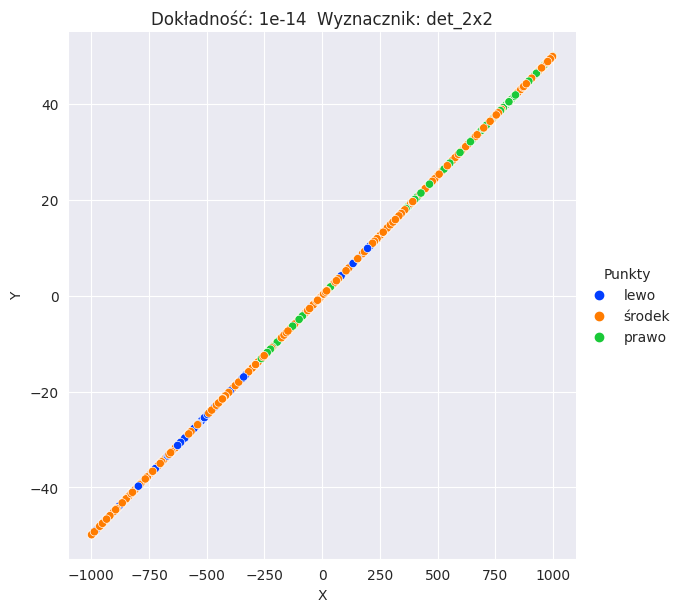 Dokładność: 1e-14  Wyznacznik: det_2x2
40
20
0
−20
−40
Y
−1000
−750
−500
−250
0
250
500
750
1000
X
Punkty
lewo
środek
prawo